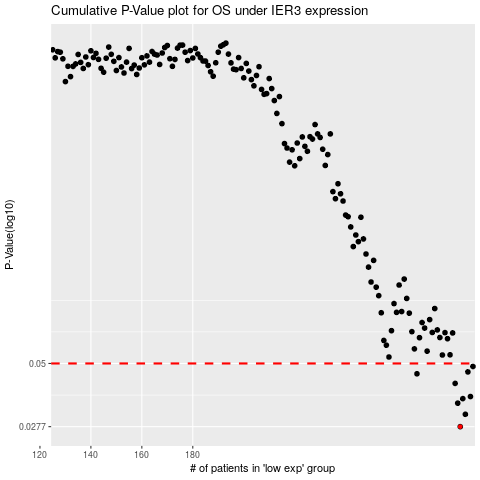 Cumulative P-Value plot for OS under IER3 expression
P-Value(log10)
0.05
0.0277
120 140 160 180
# of patients in 'low exp' group